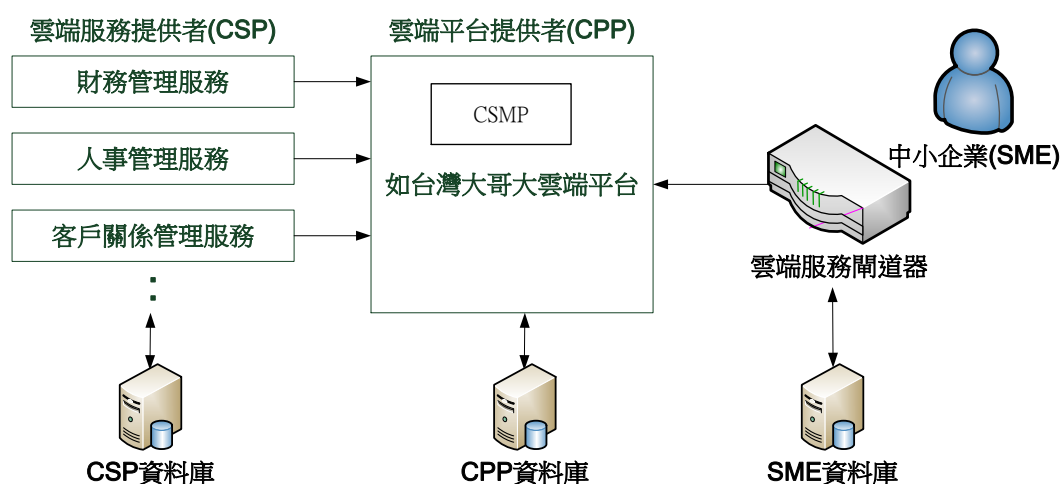 雲端服務提供者(CSP)
雲端平台提供者(CPP)
財務管理服務
CSMP
人事管理服務
中小企業(SME)
如台灣大哥大雲端平台
客戶關係管理服務
雲端服務閘道器
CSP資料庫
CPP資料庫
SME資料庫